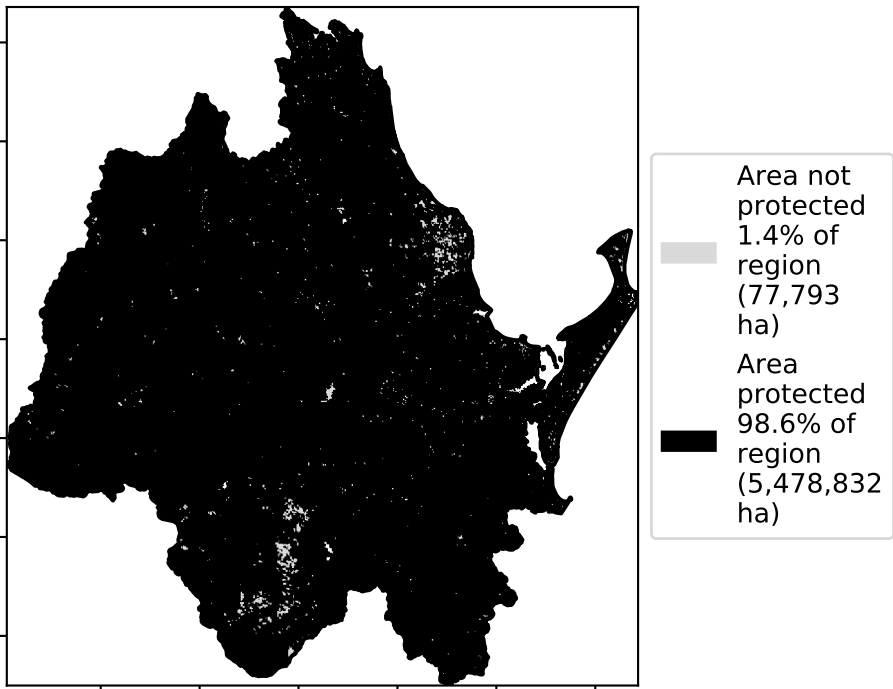 Area not
protected
1.4% of
region
(77,793
ha)
Area
protected
98.6% of
region
(5,478,832
ha)